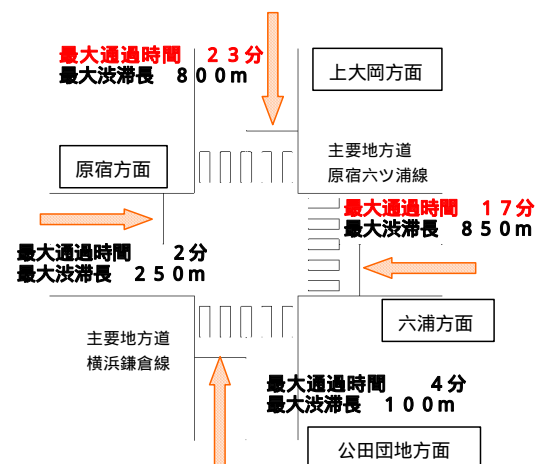 最大通過時間　２３分
最大渋滞長　８００ｍ
上大岡方面
主要地方道
原宿六ツ浦線
原宿方面
最大通過時間　１７分
最大渋滞長　８５０ｍ
最大通過時間　　２分
最大渋滞長　２５０ｍ
六浦方面
主要地方道
横浜鎌倉線
最大通過時間　　４分
最大渋滞長　１００ｍ
公田団地方面